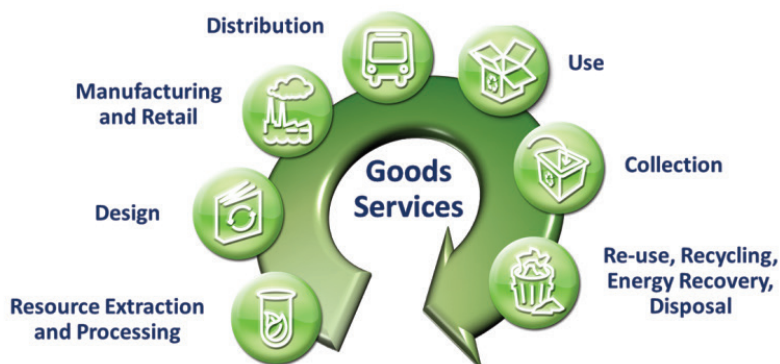 Distribution
Use
Manufacturing
and Retail
Goods
Services
Collection
Design
Re-use, Recycling,
Energy Recovery,
Disposal
Resource Extraction
and Processing